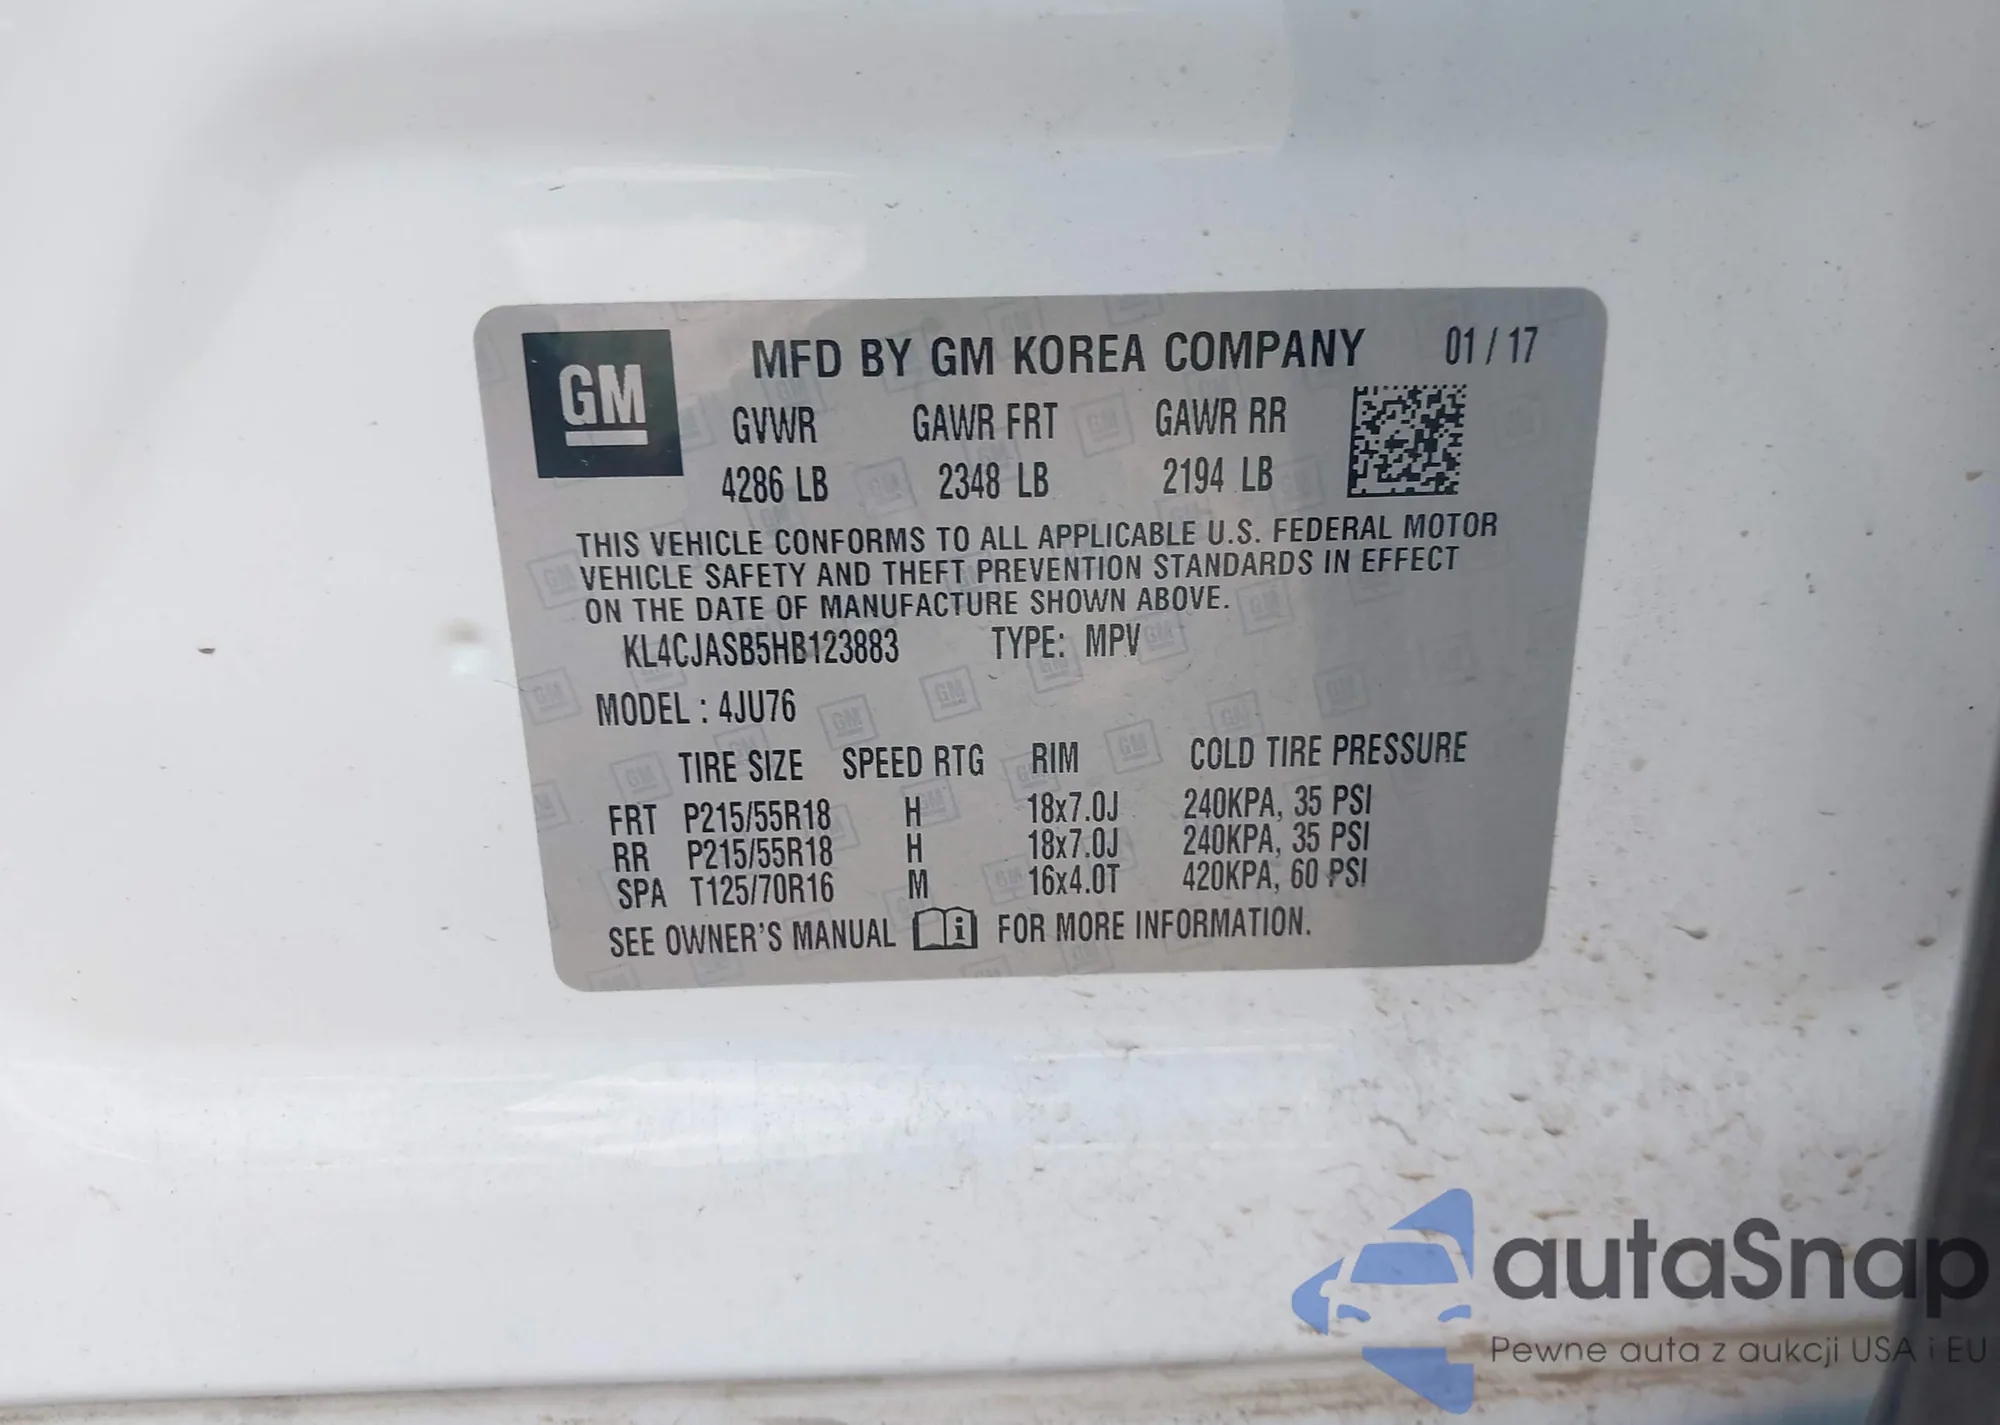 GM
MFD BY GM KOREA COMPANY 01 / 17
GVWR GAWR FRT GAWR RR
4286 LB 2348 LB 2194 LB
THIS VEHICLE CONFORMS TO ALL APPLICABLE U.S. FEDERAL MOTOR
VEHICLE SAFETY AND THEFT PREVENTION STANDARDS IN EFFECT
ON THE DATE OF MANUFACTURE SHOWN ABOVE.
KL4CJASB5HB123883 TYPE: MPV
MODEL : 4JU76
TIRE SIZE SPEED RTG RIM COLD TIRE PRESSURE
FRT P215/55R18 H 18x7.0J 240KPA, 35 PSI
RR P215/55R18 H 18x7.0J 240KPA, 35 PSI
SPA T125/70R16 M 16x4.0T 420KPA, 60 PSI
SEE OWNER'S MANUAL i FOR MORE INFORMATION.
autaSnap
Pewne auta z aukcji USA i EU